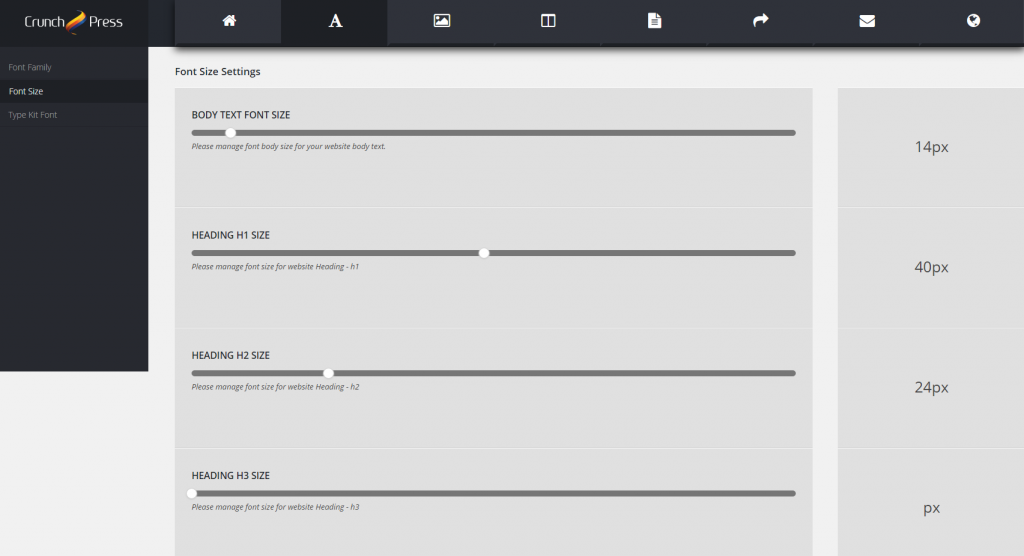 Crunch Press
Font Family
Font Size
Type Kit Font
Font Size Settings
BODY TEXT FONT SIZE
Please manage font body size for your website body text.
14px
HEADING H1 SIZE
Please manage font size for website Heading - h1
40px
HEADING H2 SIZE
Please manage font size for website Heading - h2
24px
HEADING H3 SIZE
Please manage font size for website Heading - h3
px